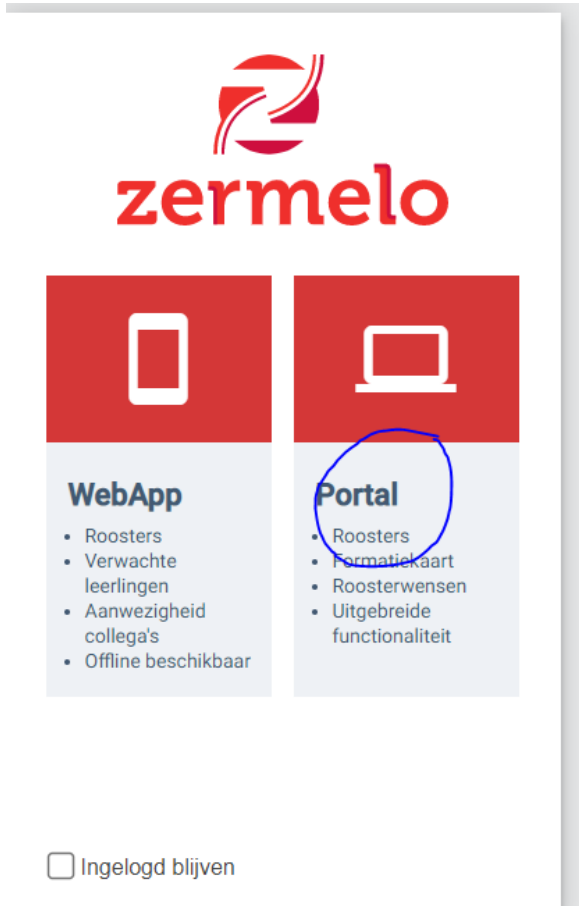 zermelo
WebApp
Roosters
Verwachte
leerlingen
Aanwezigheid
collega's
Offline beschikbaar
Portal
Roosters
Formatiekaart
Roosterwensen
Uitgebreide
functionaliteit
Ingelogd blijven